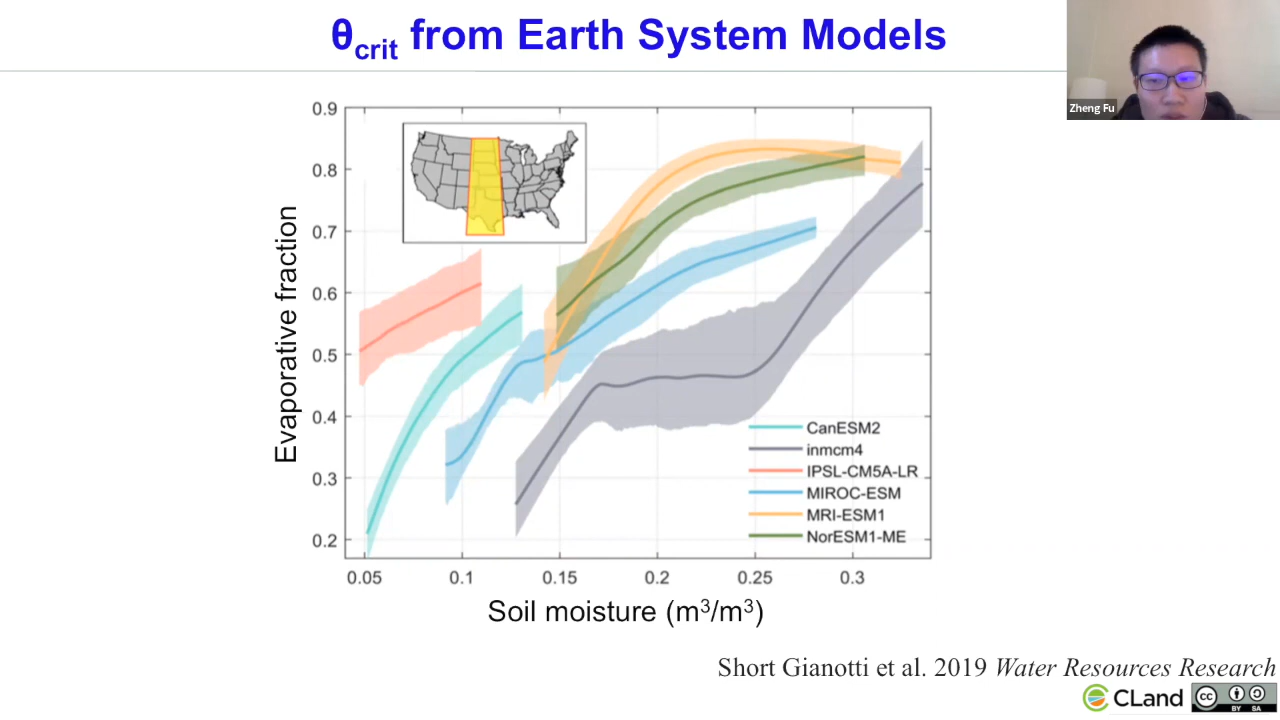 θcrit from Earth System Models
Zheng Fu
0.9
0.8
0.7
0.6
0.5
0.4
0.3
0.2
Evaporative fraction
CanESM2
inmcm4
IPSL-CM5A-LR
MIROC-ESM
MRI-ESM1
NorESM1-ME
0.05 0.1 0.15 0.2 0.25 0.3
Soil moisture (m³/m³)
Short Gianotti et al. 2019 Water Resources Research
CLand
cc
BY SA